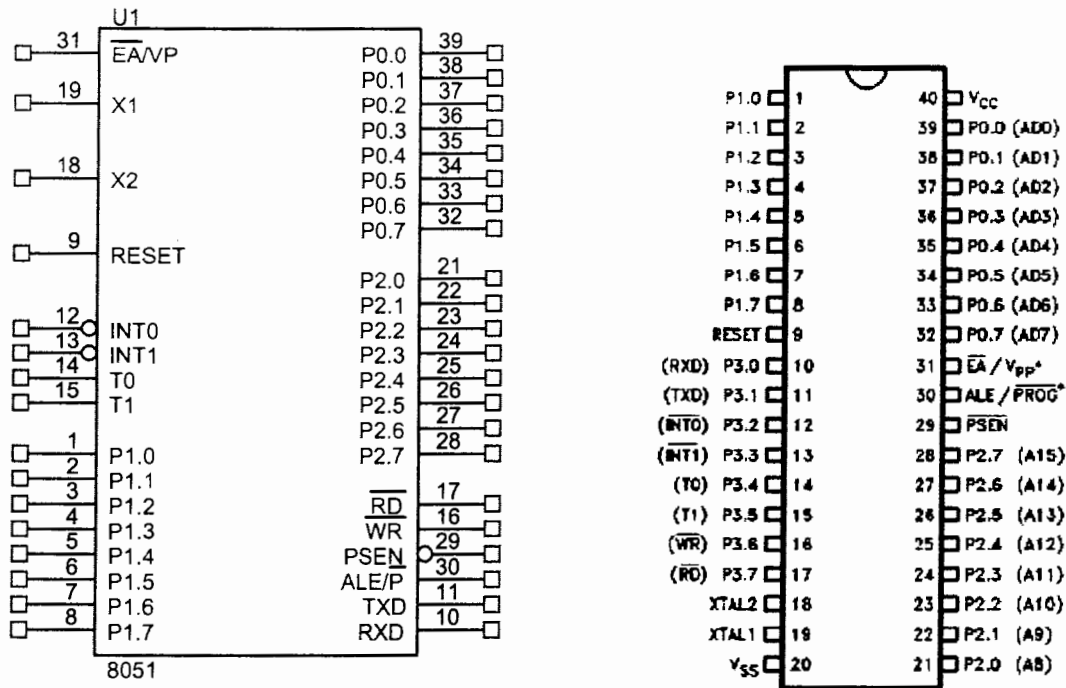 U1
31 E̅A̅/VP
19 X1
18 X2
9 RESET
12 INT0
13 INT1
14 T0
15 T1
1 P1.0
2 P1.1
3 P1.2
4 P1.3
5 P1.4
6 P1.5
7 P1.6
8 P1.7
P0.0 39
P0.1 38
P0.2 37
P0.3 36
P0.4 35
P0.5 34
P0.6 33
P0.7 32
P2.0 21
P2.1 22
P2.2 23
P2.3 24
P2.4 25
P2.5 26
P2.6 27
P2.7 28
R̅D̅ 17
W̅R̅ 16
PSEN 29
ALE/P̅ 30
TXD 11
RXD 10
8051
P1.0 1
P1.1 2
P1.2 3
P1.3 4
P1.4 5
P1.5 6
P1.6 7
P1.7 8
RESET 9
(RXD) P3.0 10
(TXD) P3.1 11
(I̅N̅T̅0̅) P3.2 12
(I̅N̅T̅1̅) P3.3 13
(T0) P3.4 14
(T1) P3.5 15
(W̅R̅) P3.6 16
(R̅D̅) P3.7 17
XTAL2 18
XTAL1 19
VSS 20
40 VCC
39 P0.0 (AD0)
38 P0.1 (AD1)
37 P0.2 (AD2)
36 P0.3 (AD3)
35 P0.4 (AD4)
34 P0.5 (AD5)
33 P0.6 (AD6)
32 P0.7 (AD7)
31 E̅A̅/VPP*
30 ALE/P̅R̅O̅G̅*
29 P̅S̅E̅N̅
28 P2.7 (A15)
27 P2.6 (A14)
26 P2.5 (A13)
25 P2.4 (A12)
24 P2.3 (A11)
23 P2.2 (A10)
22 P2.1 (A9)
21 P2.0 (A8)